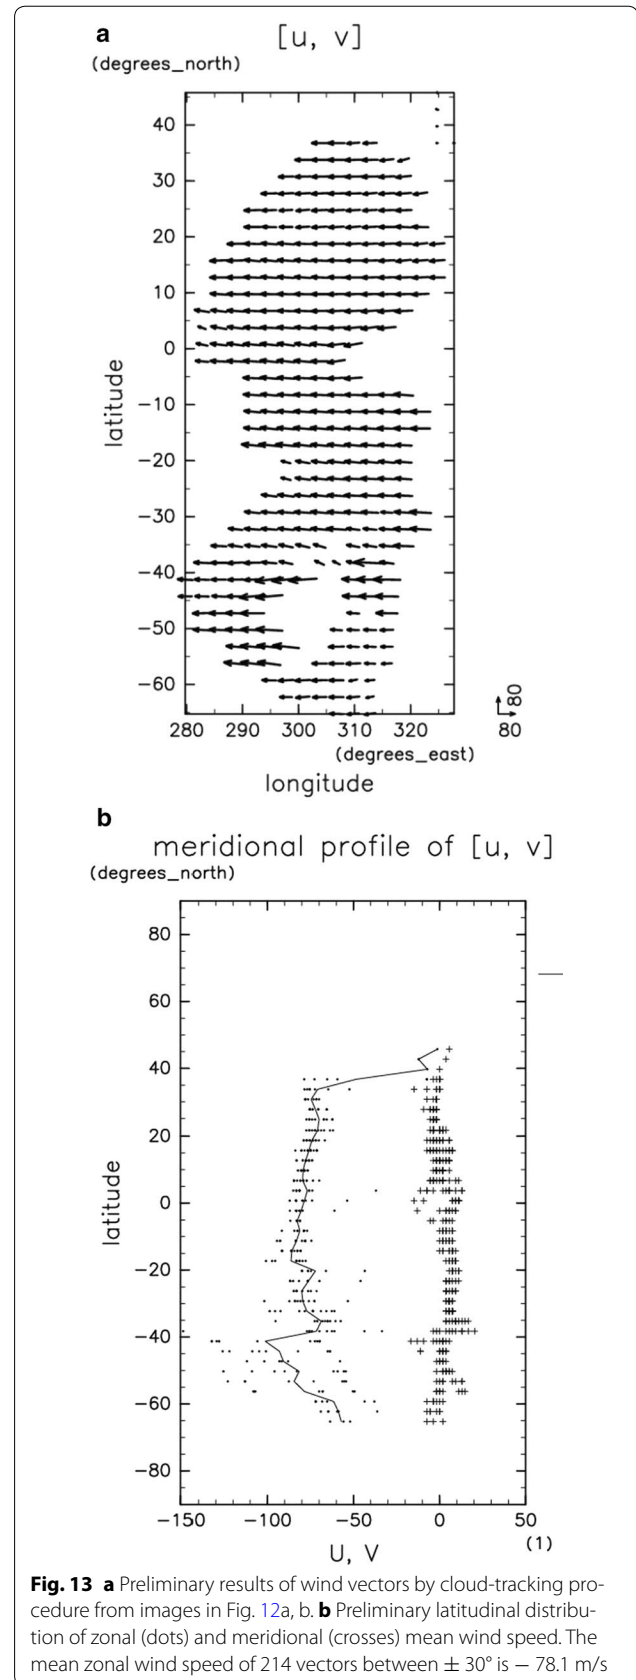 a
[u, v]
(degrees_north)
40
30
20
10
0
−10
−20
−30
−40
−50
−60
latitude
280 290 300 310 320
(degrees_east)
longitude
80
80
b
meridional profile of [u, v]
(degrees_north)
80
60
40
20
0
−20
−40
−60
−80
latitude
−150 −100 −50 0 50
(1)
U, V
Fig. 13 a Preliminary results of wind vectors by cloud-tracking pro-
cedure from images in Fig. 12a, b. b Preliminary latitudinal distribu-
tion of zonal (dots) and meridional (crosses) mean wind speed. The
mean zonal wind speed of 214 vectors between ± 30° is − 78.1 m/s